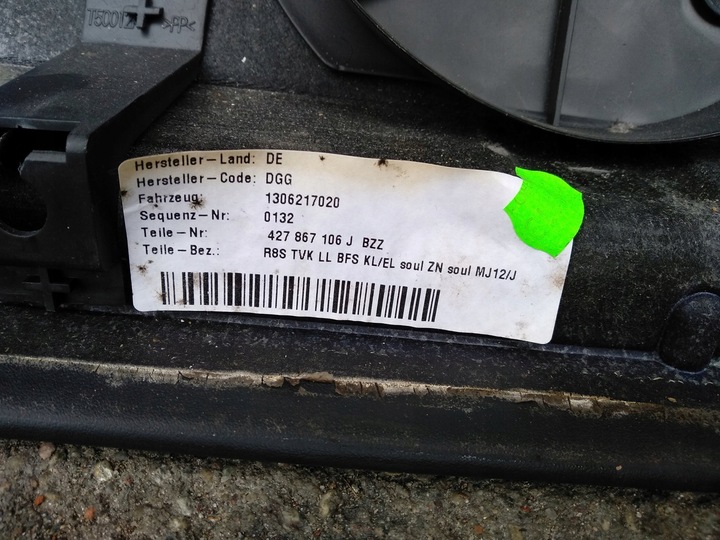 >PP<
Hersteller-Land: DE
Hersteller-Code: DGG
Fahrzeug: 1306217020
Sequenz-Nr: 0132
Teile-Nr: 427 867 106 J BZZ
Teile-Bez.: R8S TVK LL BFS KL/EL soul ZN soul MJ12/J